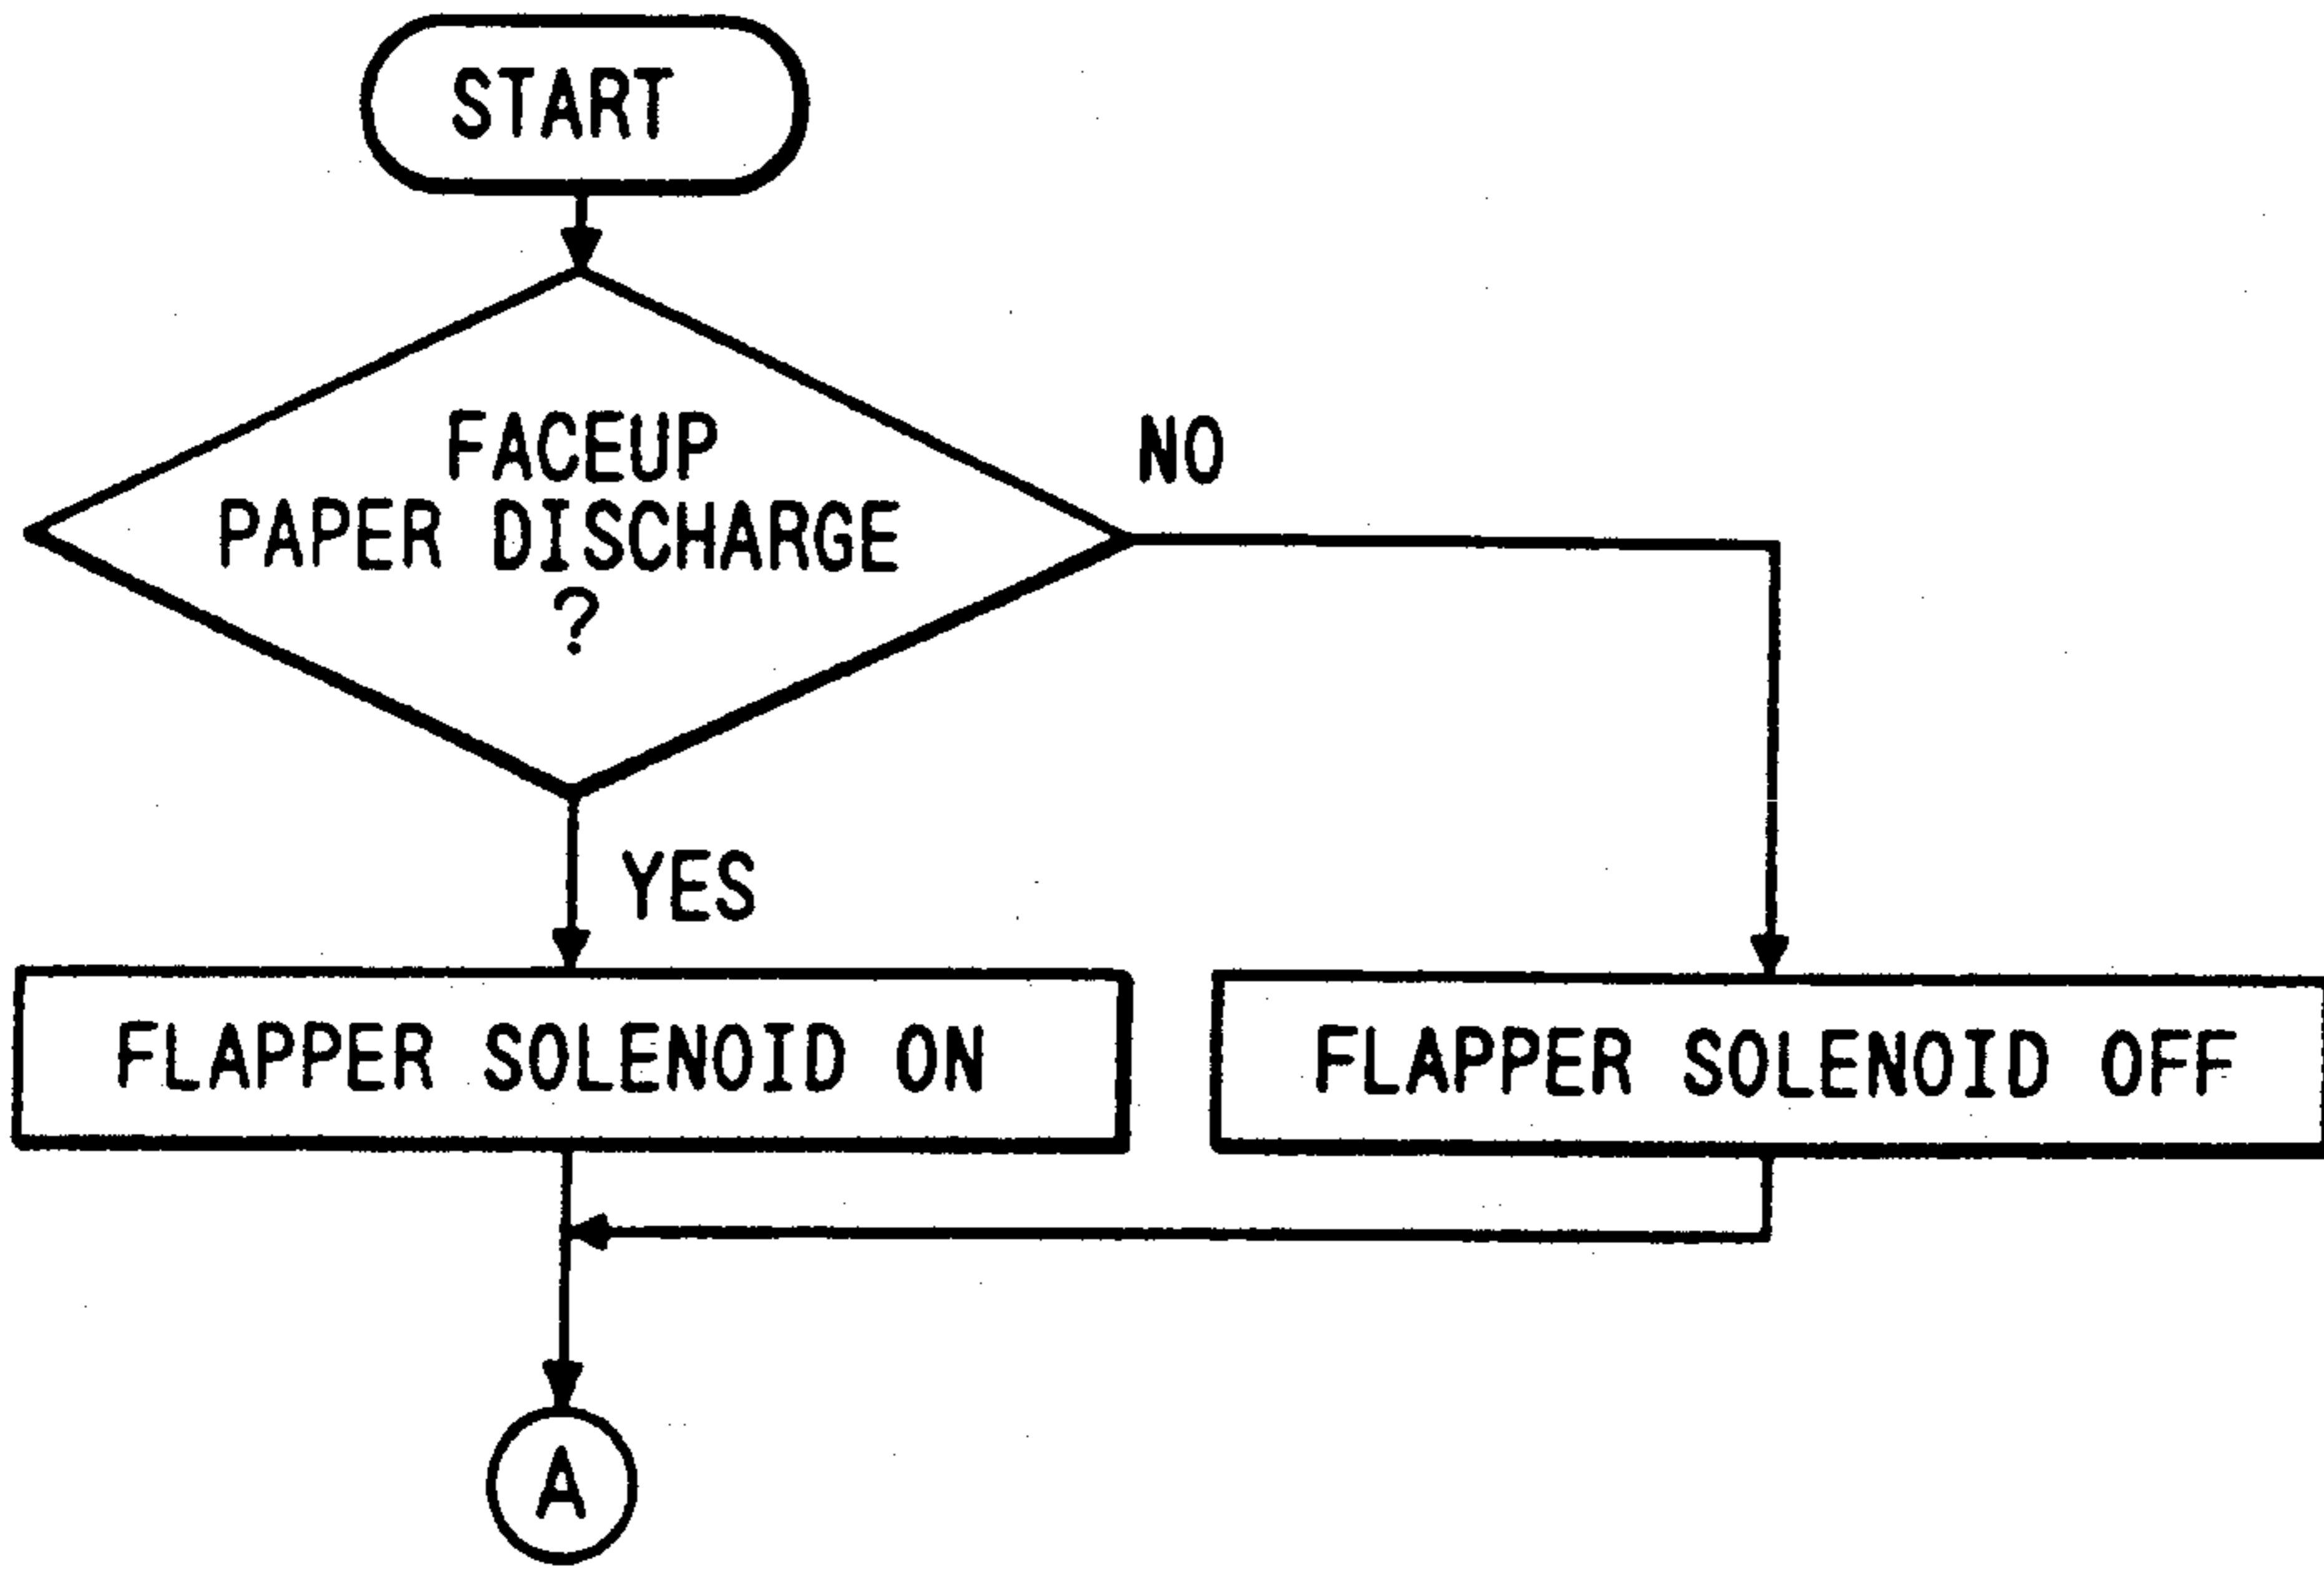 START
FACEUP
PAPER DISCHARGE
?
NO
YES
FLAPPER SOLENOID ON
FLAPPER SOLENOID OFF
A